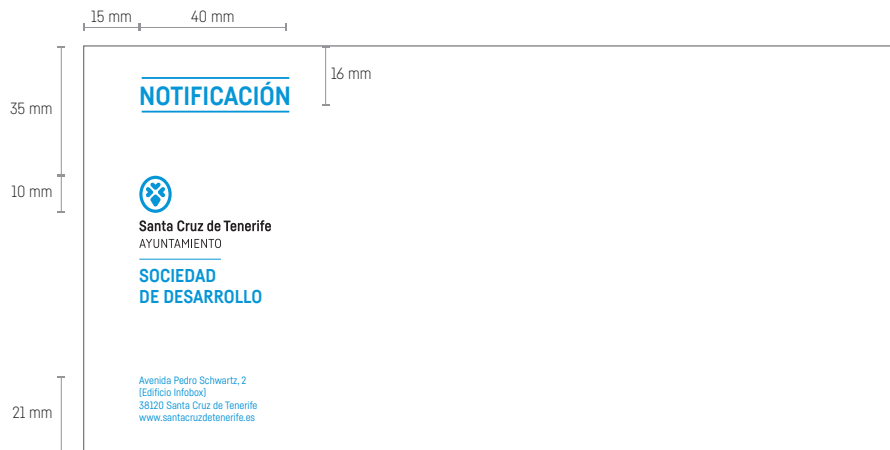 15 mm
40 mm
16 mm
NOTIFICACIÓN
35 mm
10 mm
Santa Cruz de Tenerife
AYUNTAMIENTO
SOCIEDAD
DE DESARROLLO
Avenida Pedro Schwartz, 2
[Edificio Infobox]
38120 Santa Cruz de Tenerife
www.santacruzdetenerife.es
21 mm